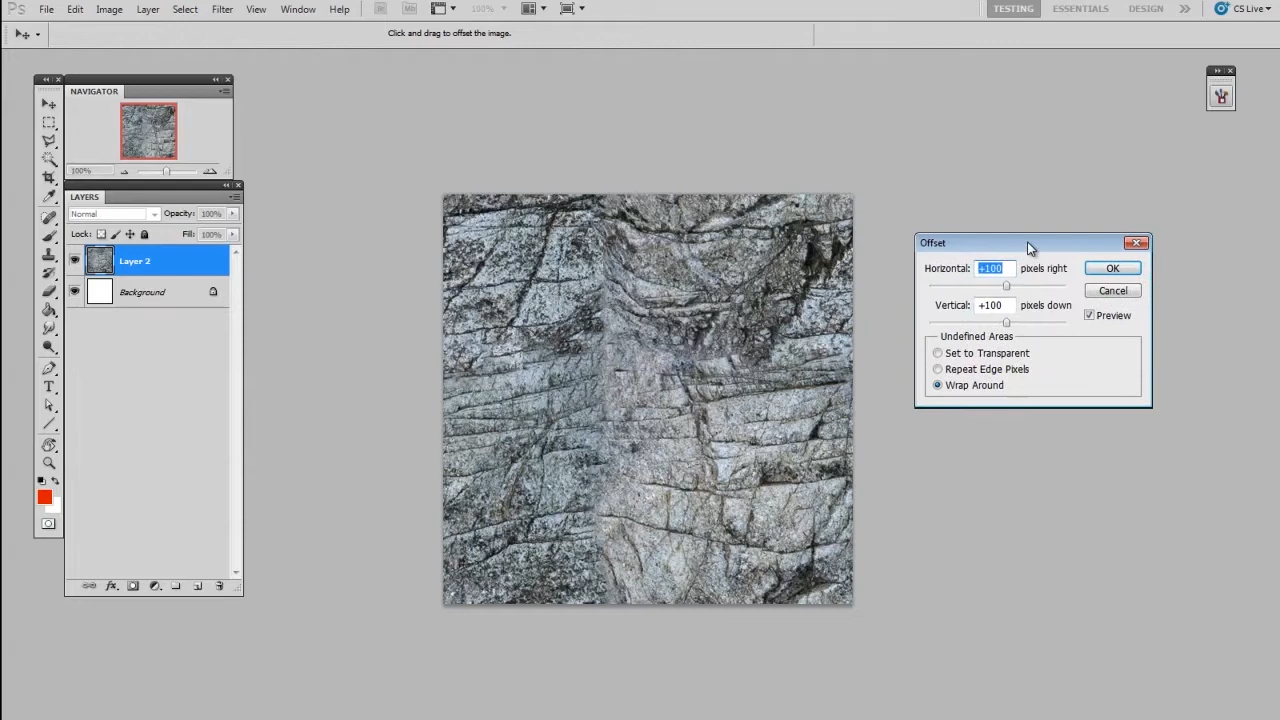 Ps File Edit Image Layer Select Filter View Window Help Br Mb 100% TESTING ESSENTIALS DESIGN CS Live
Click and drag to offset the image.
NAVIGATOR
100%
LAYERS
Normal Opacity: 100%
Lock: Fill: 100%
Layer 2
Background
fx
T
Offset
Horizontal: +100 pixels right OK
Cancel
Vertical: +100 pixels down Preview
Undefined Areas
Set to Transparent
Repeat Edge Pixels
Wrap Around